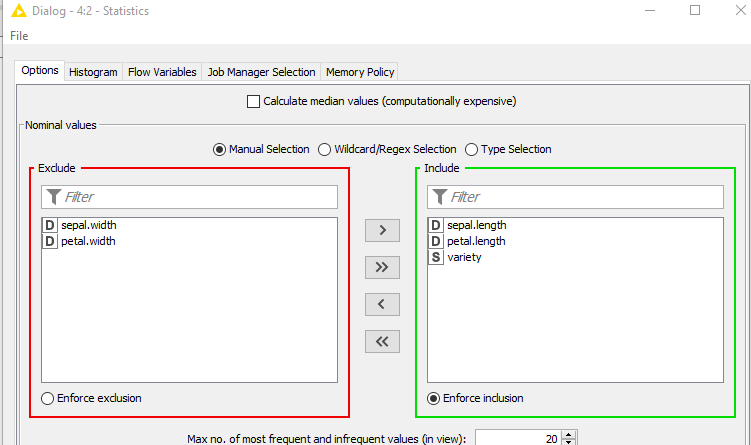 Dialog - 4:2 - Statistics
File
Options Histogram Flow Variables Job Manager Selection Memory Policy
Calculate median values (computationally expensive)
Nominal values
Manual Selection Wildcard/Regex Selection Type Selection
Exclude Include
Filter Filter
D sepal.width D sepal.length
D petal.width D petal.length
S variety
> 
>>
<
<<
Enforce exclusion Enforce inclusion
Max no. of most frequent and infrequent values (in view): 20